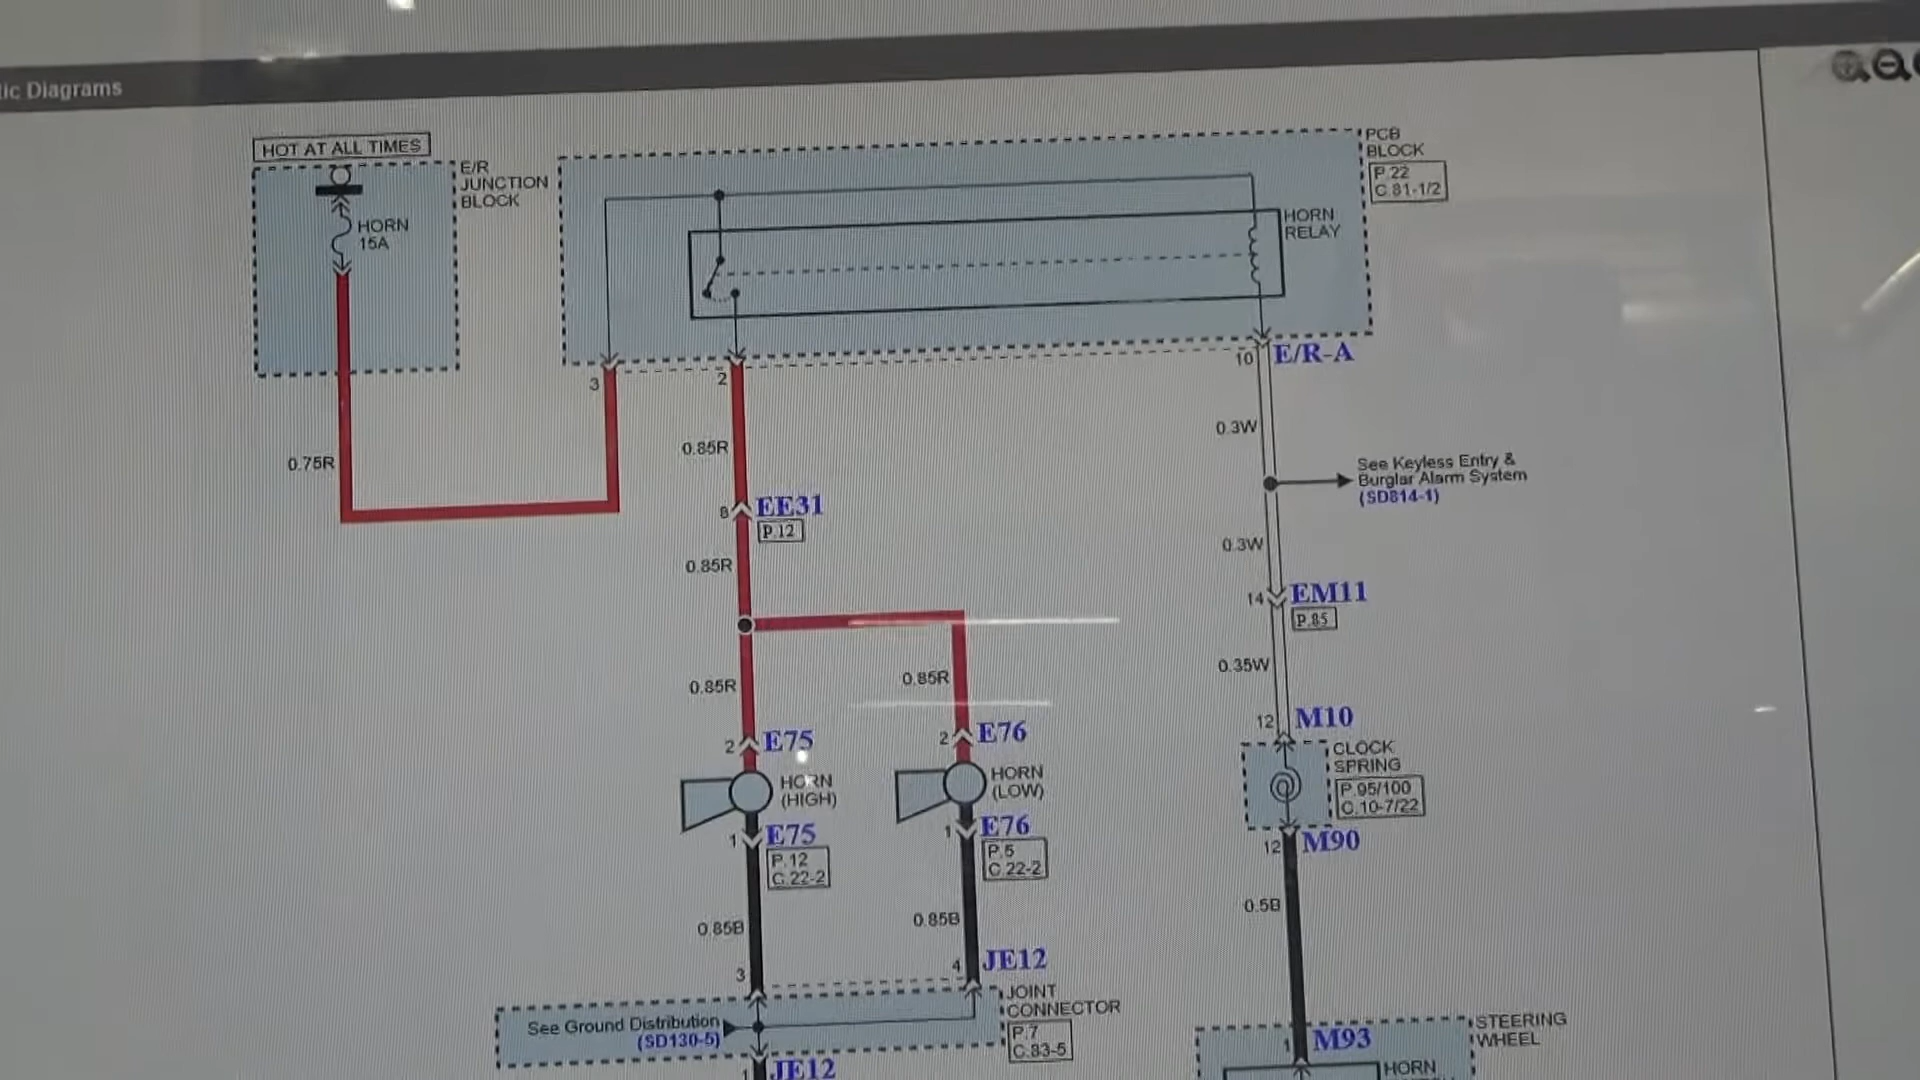 tic Diagrams
HOT AT ALL TIMES
E/R
JUNCTION
BLOCK
HORN
15A
PCB
BLOCK
P.22
C.81-1/2
HORN
RELAY
3
2
10
E/R-A
0.75R
0.85R
0.3W
See Keyless Entry &
Burglar Alarm System
(SD814-1)
8
EE31
P.12
0.85R
0.3W
14
EM11
P.85
0.85R
0.85R
0.35W
2
E75
2
E76
12
M10
HORN
(HIGH)
HORN
(LOW)
CLOCK
SPRING
P.95/100
C.10-7/22
1
E75
P.12
C.22-2
1
E76
P.5
C.22-2
12
M90
0.85B
0.85B
0.5B
3
4
JE12
JOINT
CONNECTOR
P.7
C.83-5
See Ground Distribution
(SD130-5)
1
JE12
STEERING
WHEEL
1
M93
HORN